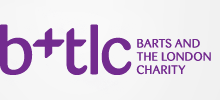 b+tlc
BARTS AND
THE LONDON
CHARITY